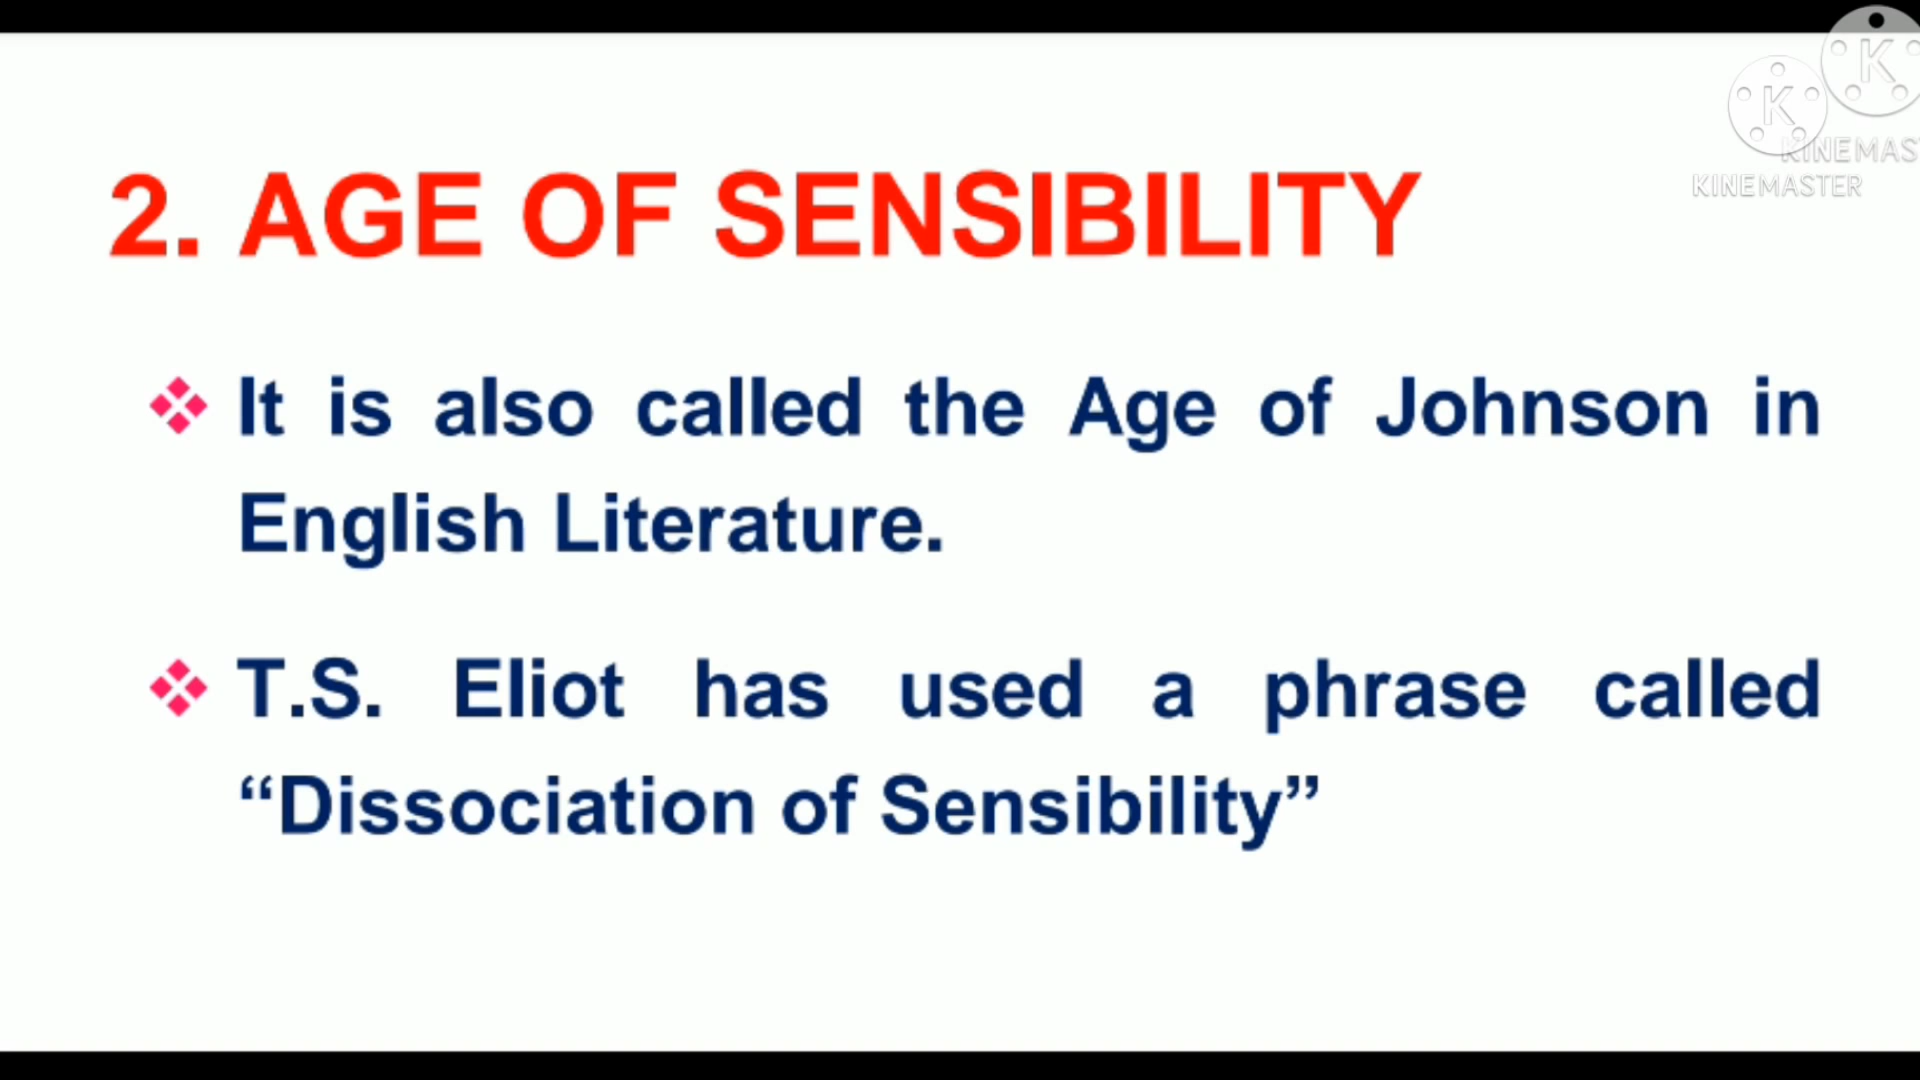 KINEMAS
KINEMASTER
2. AGE OF SENSIBILITY
It is also called the Age of Johnson in
English Literature.
T.S. Eliot has used a phrase called
“Dissociation of Sensibility”